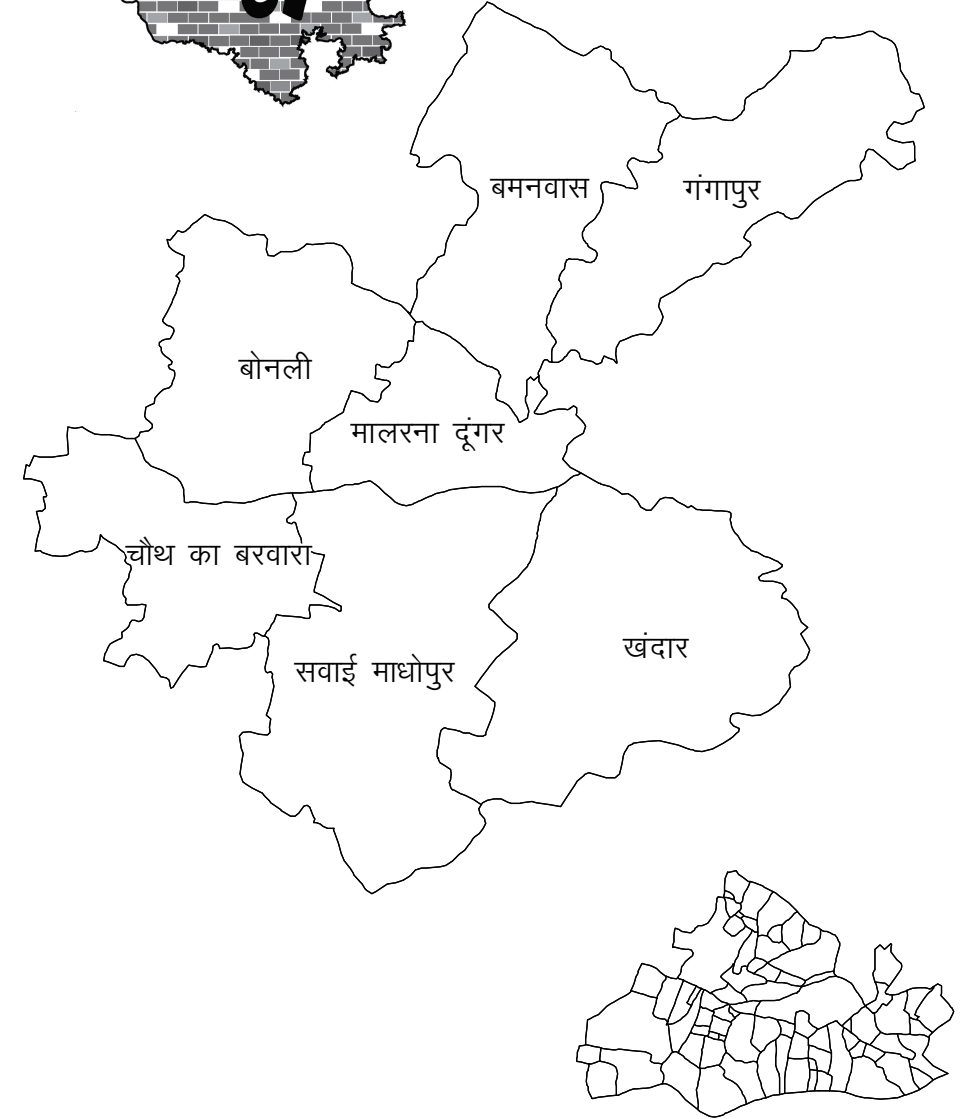 बमनवास
गंगापुर
बोनली
मालरना दूंगर
चौथ का बरवारा
खंदार
सवाई माधोपुर